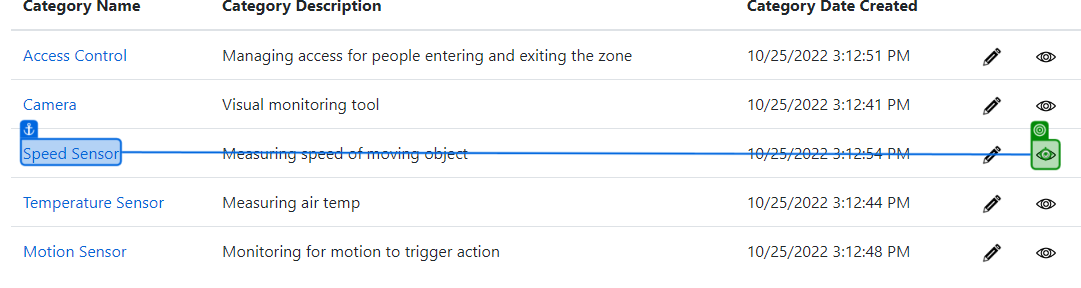 Category Name Category Description Category Date Created
Access Control Managing access for people entering and exiting the zone 10/25/2022 3:12:51 PM
Camera Visual monitoring tool 10/25/2022 3:12:41 PM
Speed Sensor Measuring speed of moving object 10/25/2022 3:12:54 PM
Temperature Sensor Measuring air temp 10/25/2022 3:12:44 PM
Motion Sensor Monitoring for motion to trigger action 10/25/2022 3:12:48 PM